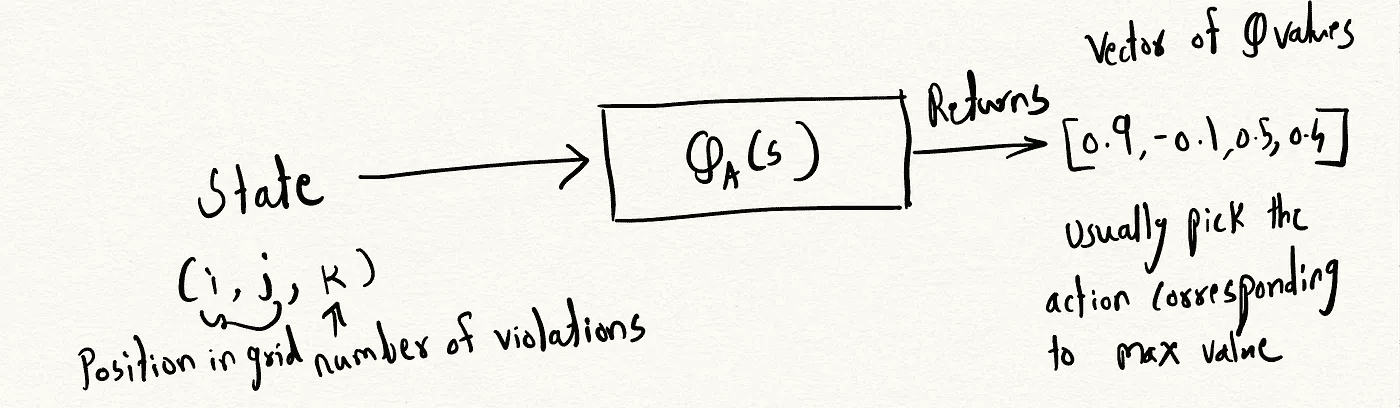 Vector of Q values
Returns
[0.9, -0.1, 0.5, 0.4]
Q_A(s)
State
(i, j, k)
Position in grid
number of violations
usually pick the
action corresponding
to max value